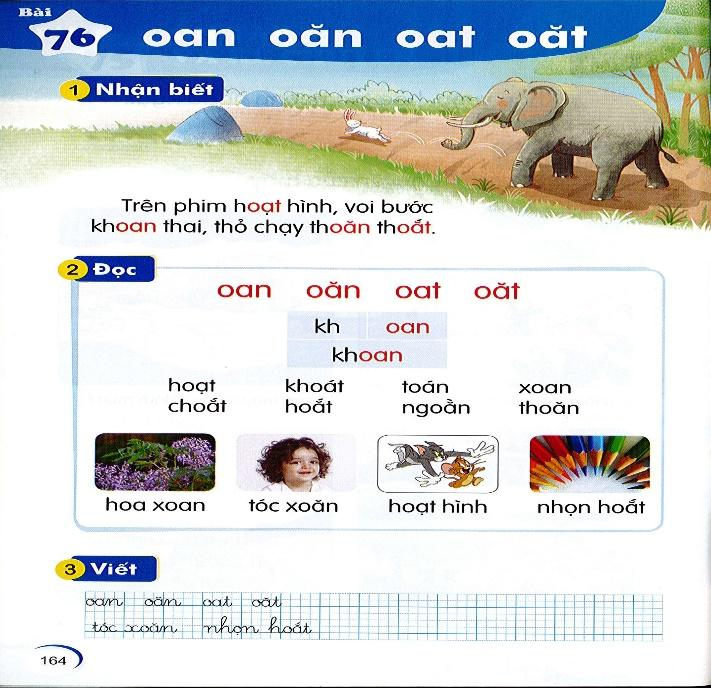 Bài
76 oan oăn oat oăt
1 Nhận biết
Trên phim hoạt hình, voi bước
khoan thai, thỏ chạy thoăn thoắt.
2 Đọc
oan oăn oat oăt
kh oan
khoan
hoạt khoát toán xoan
choắt hoắt ngoằn thoăn
hoa xoan tóc xoăn hoạt hình nhọn hoắt
3 Viết
oan oăn oat oăt
tóc xoăn nhọn hoắt
164